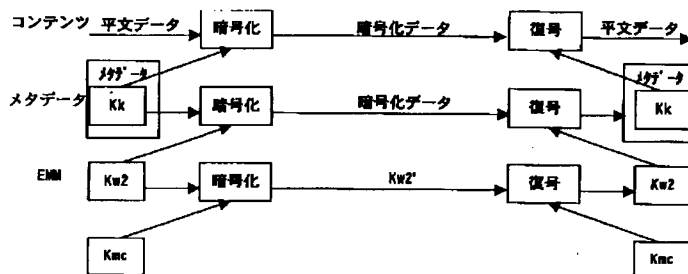 コンテンツ 平文データ 暗号化 暗号化データ 復号 平文データ
メタデータ メタデータ
メタデータ Kk 暗号化 暗号化データ 復号 Kk
EMM Kw2 暗号化 Kw2' 復号 Kw2
Kmc Kmc